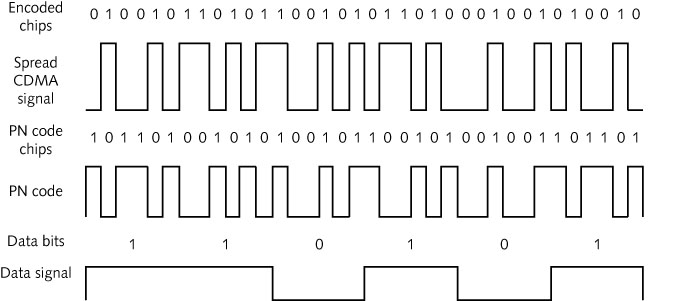 Encoded
chips
0 1 0 0 1 0 1 1 0 1 0 1 1 0 0 1 0 1 0 1 1 0 1 0 0 0 1 0 0 1 0 1 0 0 1 0
Spread
CDMA
signal
PN code
chips
1 0 1 1 0 1 0 0 1 0 1 0 1 0 0 1 0 1 1 0 0 1 0 1 0 0 1 0 0 1 1 0 1 1 0 1
PN code
Data bits 1 1 0 1 0 1
Data signal